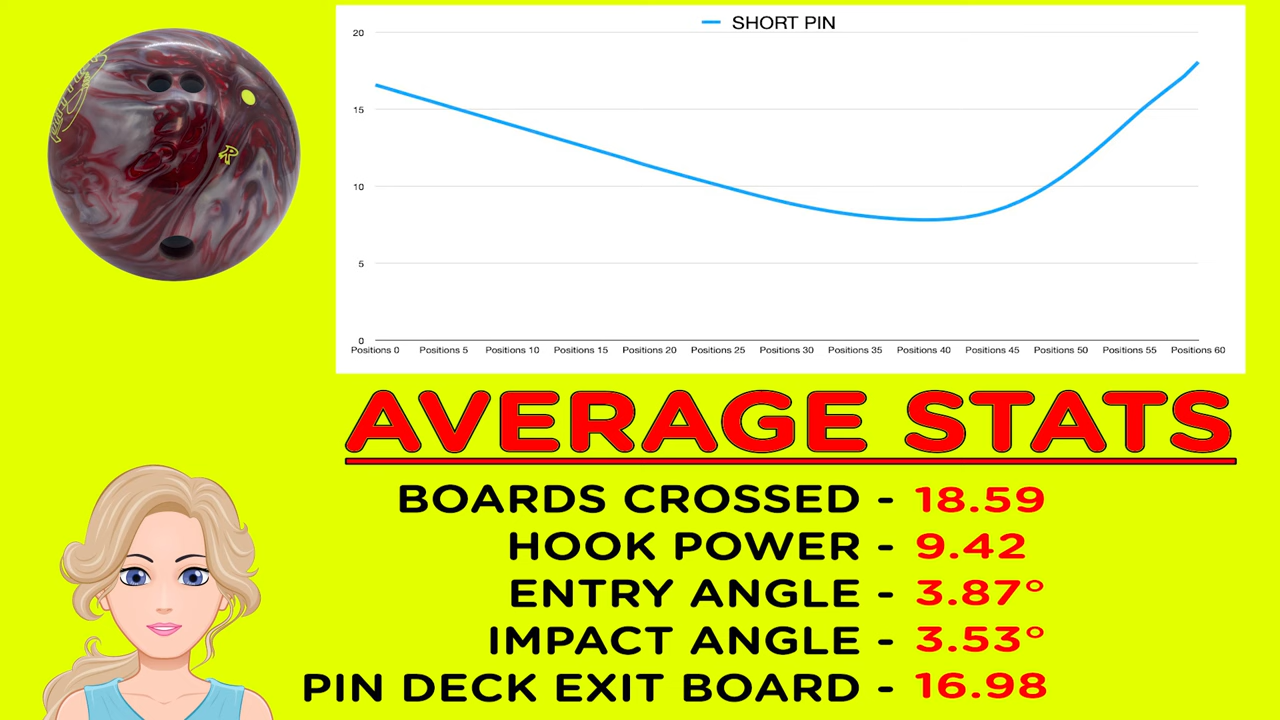 SHORT PIN
20
15
10
5
0
Positions 0 Positions 5 Positions 10 Positions 15 Positions 20 Positions 25 Positions 30 Positions 35 Positions 40 Positions 45 Positions 50 Positions 55 Positions 60
R
AVERAGE STATS
BOARDS CROSSED - 18.59
HOOK POWER - 9.42
ENTRY ANGLE - 3.87°
IMPACT ANGLE - 3.53°
PIN DECK EXIT BOARD - 16.98